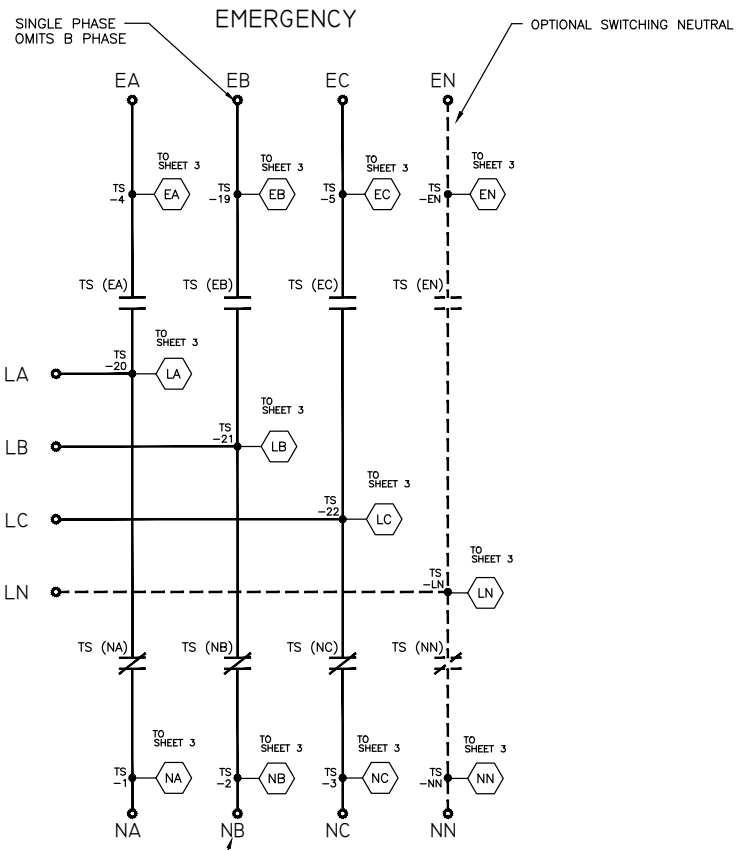 EMERGENCY
SINGLE PHASE
OMITS B PHASE
OPTIONAL SWITCHING NEUTRAL
EA
EB
EC
EN
TS
-4
TO
SHEET 3
EA
TS
-19
TO
SHEET 3
EB
TS
-5
TO
SHEET 3
EC
TS
-EN
TO
SHEET 3
EN
TS (EA)
TS (EB)
TS (EC)
TS (EN)
LA
TS
-20
TO
SHEET 3
LA
LB
TS
-21
TO
SHEET 3
LB
LC
TS
-22
TO
SHEET 3
LC
LN
TS
-LN
TO
SHEET 3
LN
TS (NA)
TS (NB)
TS (NC)
TS (NN)
TS
-1
TO
SHEET 3
NA
TS
-2
TO
SHEET 3
NB
TS
-3
TO
SHEET 3
NC
TS
-NN
TO
SHEET 3
NN
NA
NB
NC
NN